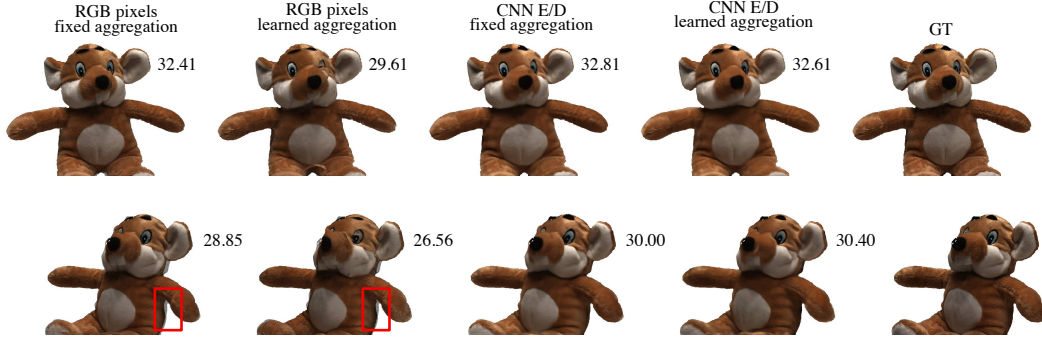 RGB pixels
fixed aggregation
RGB pixels
learned aggregation
CNN E/D
fixed aggregation
CNN E/D
learned aggregation
GT
32.41
29.61
32.81
32.61
28.85
26.56
30.00
30.40